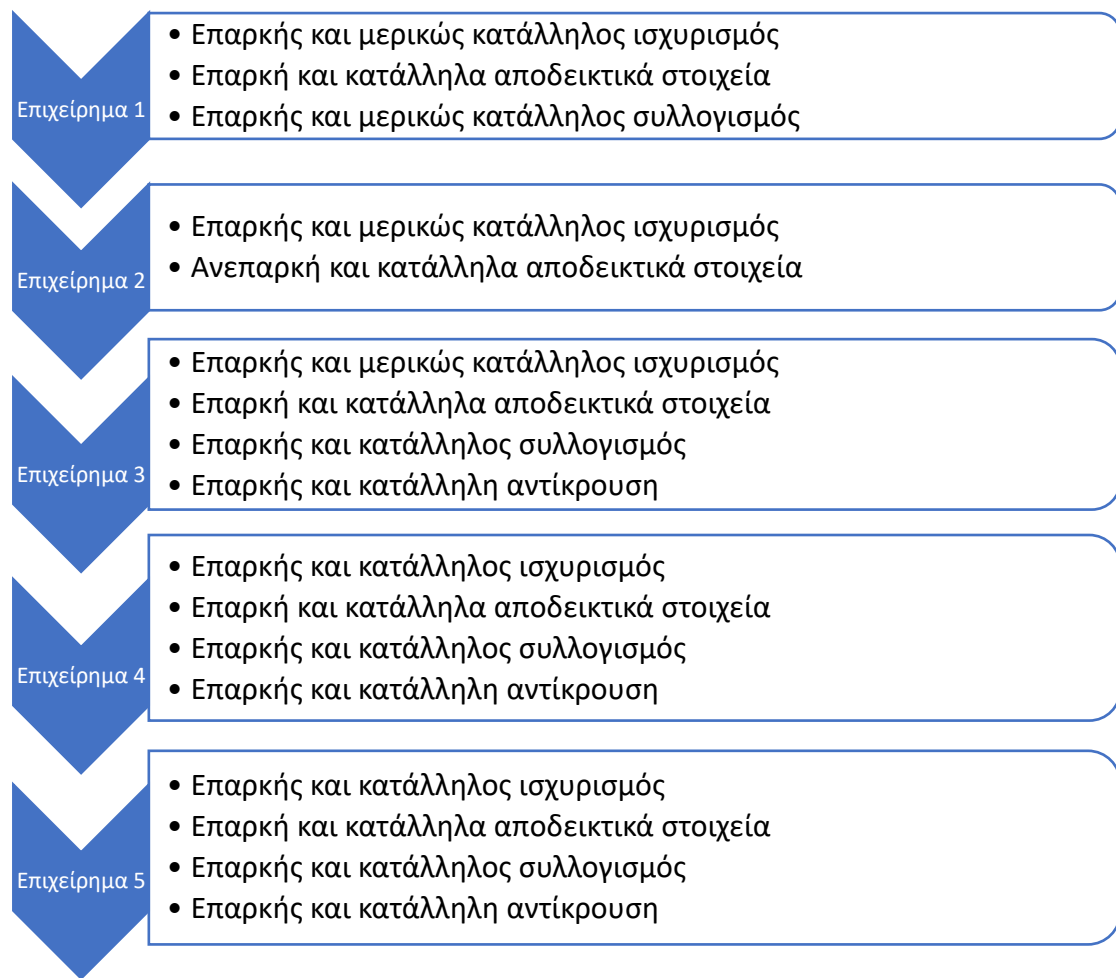 Επιχείρημα 1
• Επαρκής και μερικώς κατάλληλος ισχυρισμός
• Επαρκή και κατάλληλα αποδεικτικά στοιχεία
• Επαρκής και μερικώς κατάλληλος συλλογισμός
Επιχείρημα 2
• Επαρκής και μερικώς κατάλληλος ισχυρισμός
• Ανεπαρκή και κατάλληλα αποδεικτικά στοιχεία
Επιχείρημα 3
• Επαρκής και μερικώς κατάλληλος ισχυρισμός
• Επαρκή και κατάλληλα αποδεικτικά στοιχεία
• Επαρκής και κατάλληλος συλλογισμός
• Επαρκής και κατάλληλη αντίκρουση
Επιχείρημα 4
• Επαρκής και κατάλληλος ισχυρισμός
• Επαρκή και κατάλληλα αποδεικτικά στοιχεία
• Επαρκής και κατάλληλος συλλογισμός
• Επαρκής και κατάλληλη αντίκρουση
Επιχείρημα 5
• Επαρκής και κατάλληλος ισχυρισμός
• Επαρκή και κατάλληλα αποδεικτικά στοιχεία
• Επαρκής και κατάλληλος συλλογισμός
• Επαρκής και κατάλληλη αντίκρουση